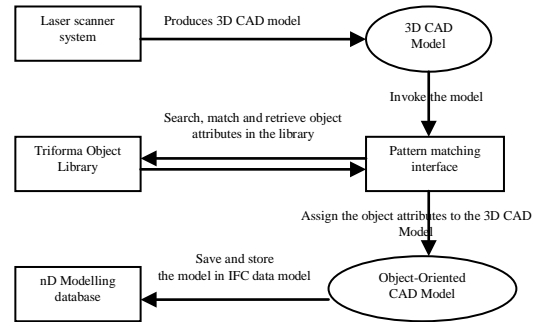 Laser scanner
system
Produces 3D CAD model
3D CAD
Model
Invoke the model
Search, match and retrieve object
attributes in the library
Triforma Object
Library
Pattern matching
interface
Assign the object attributes to the 3D CAD
Model
Save and store
the model in IFC data model
nD Modelling
database
Object-Oriented
CAD Model